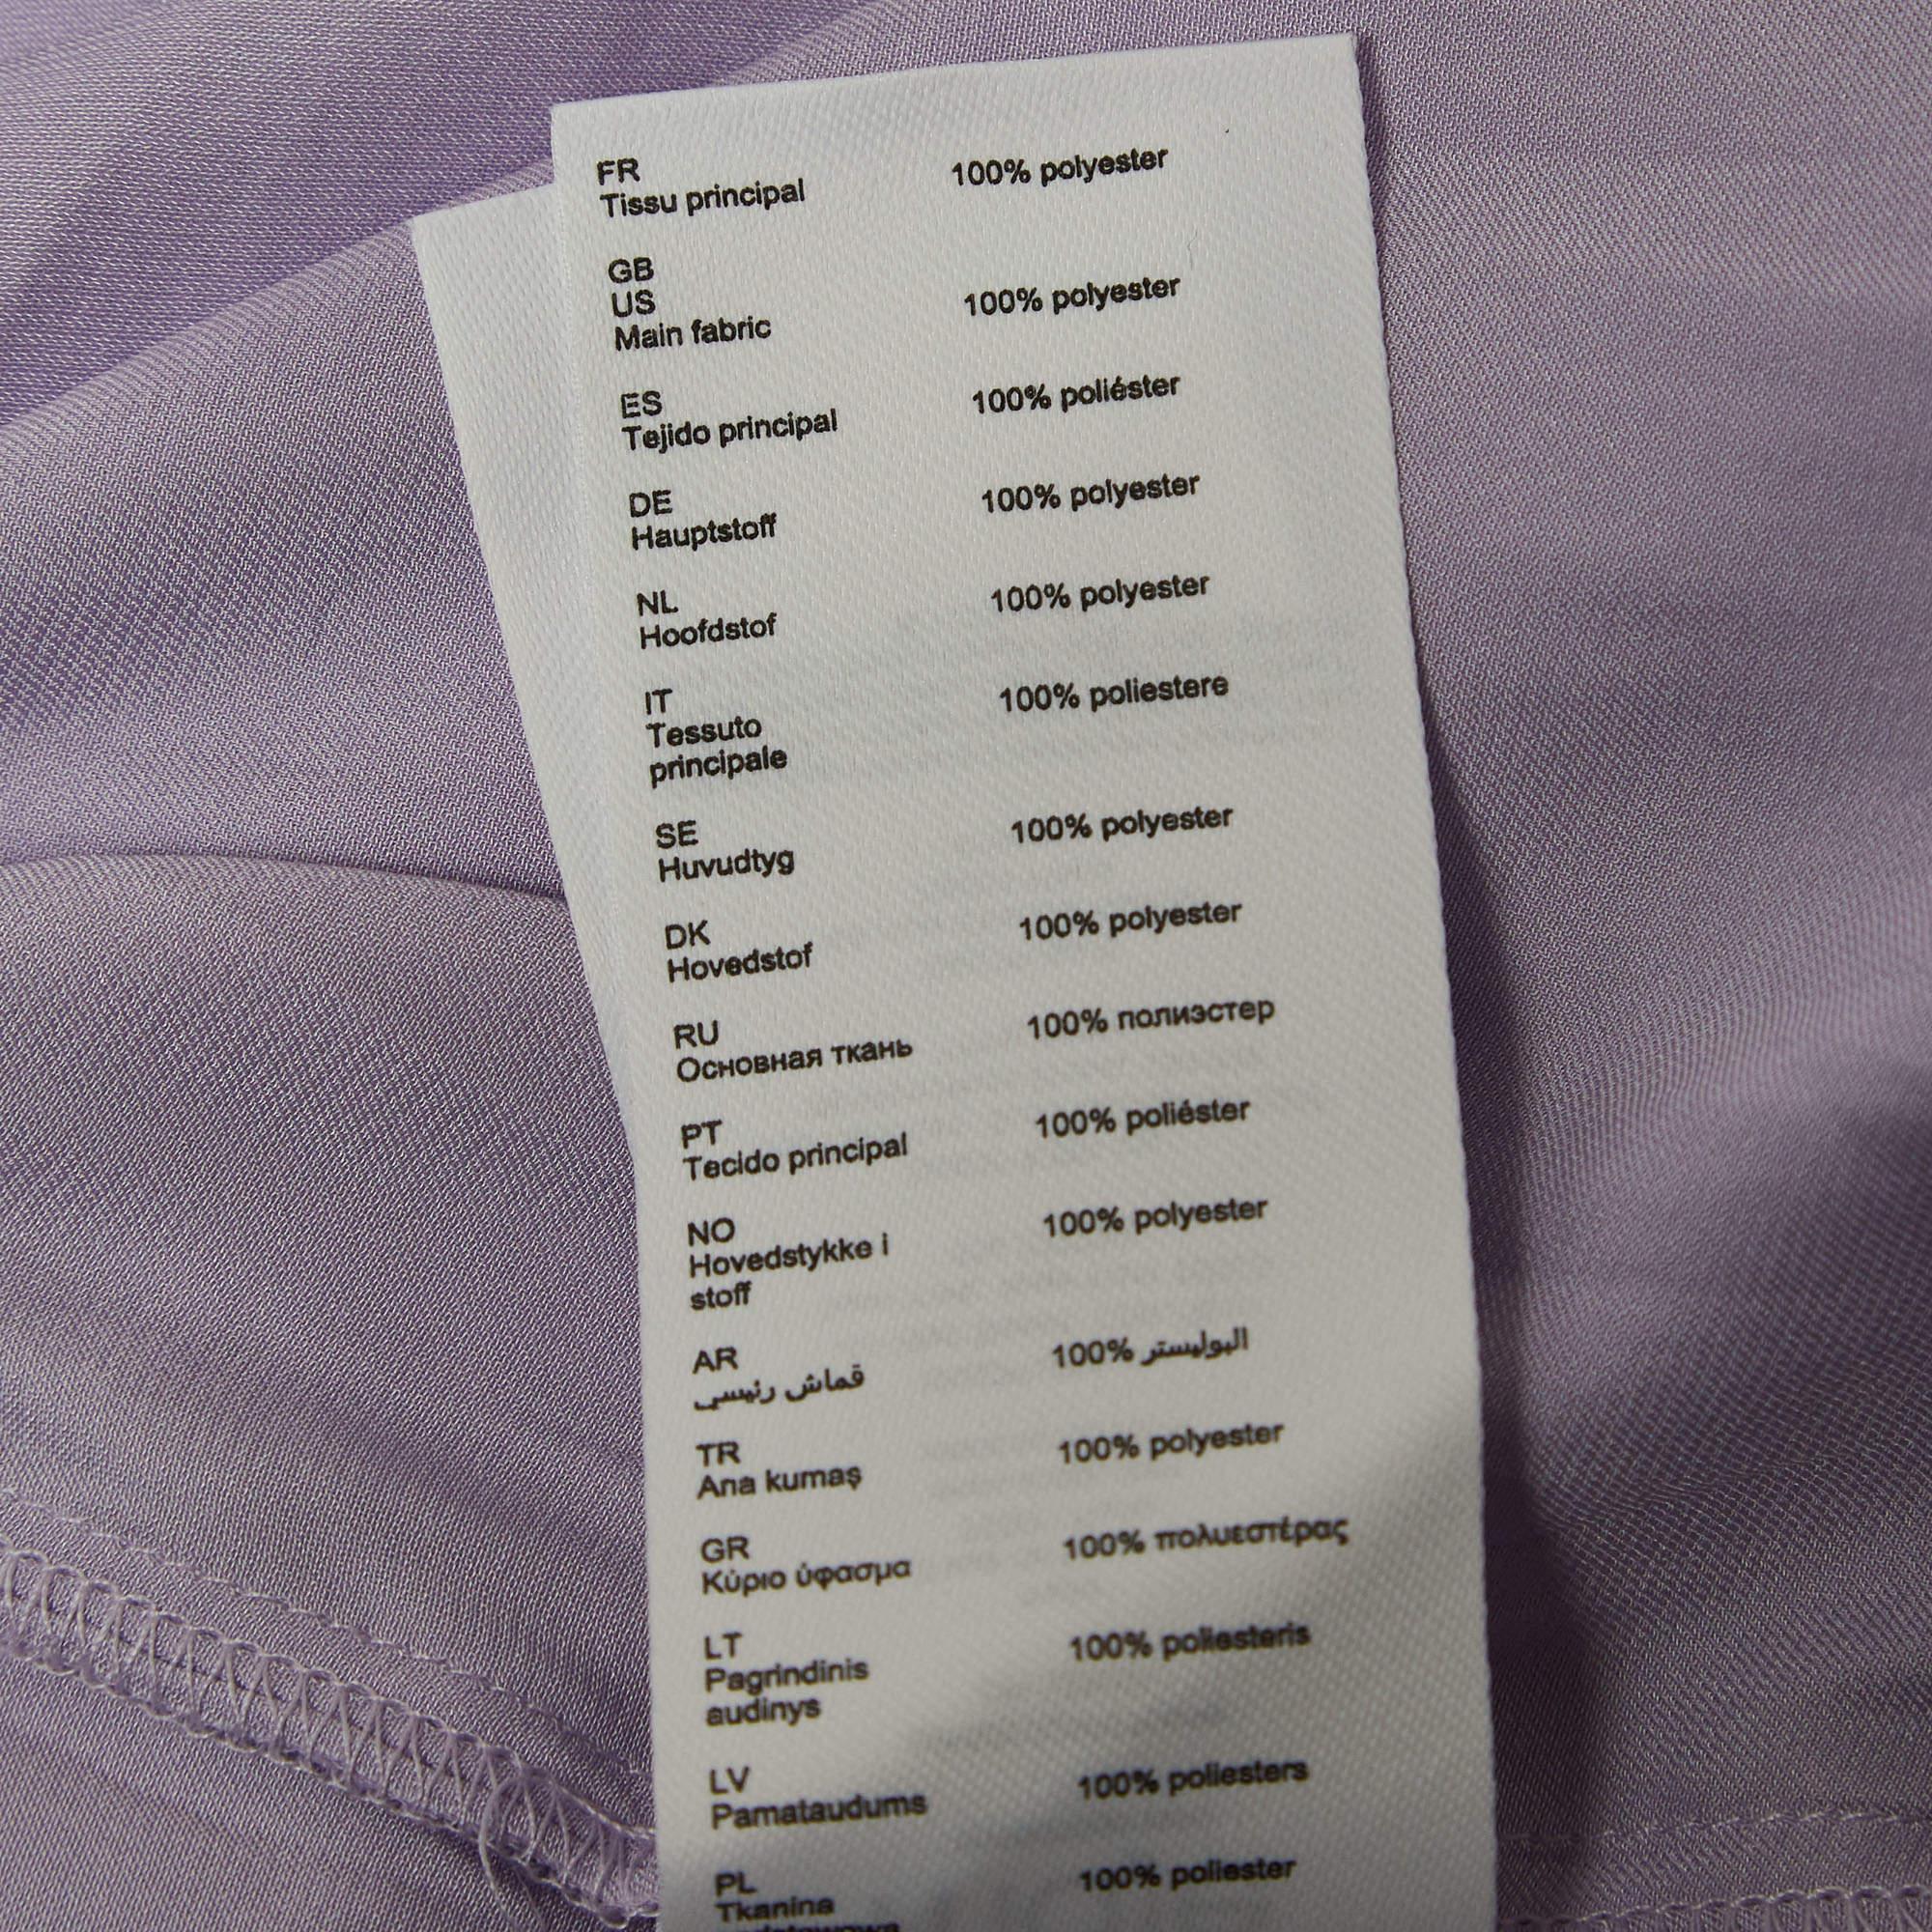 FR
Tissu principal 100% polyester
GB
US
Main fabric 100% polyester
ES
Tejido principal 100% poliéster
DE
Hauptstoff 100% polyester
NL
Hoofdstof 100% polyester
IT
Tessuto 100% poliestere
principale
SE
Huvudtyg 100% polyester
DK
Hovedstof 100% polyester
RU
Основная ткань 100% полиэстер
PT
Tecido principal 100% poliéster
NO
Hovedstykke i 100% polyester
stoff
AR
قماش رئيسي 100% البوليستر
TR
Ana kumaş 100% polyester
GR
Κύριο ύφασμα 100% πολυεστέρας
LT
Pagrindinis 100% poliesteris
audinys
LV
Pamataudums 100% poliesters
PL
Tkanina 100% poliester